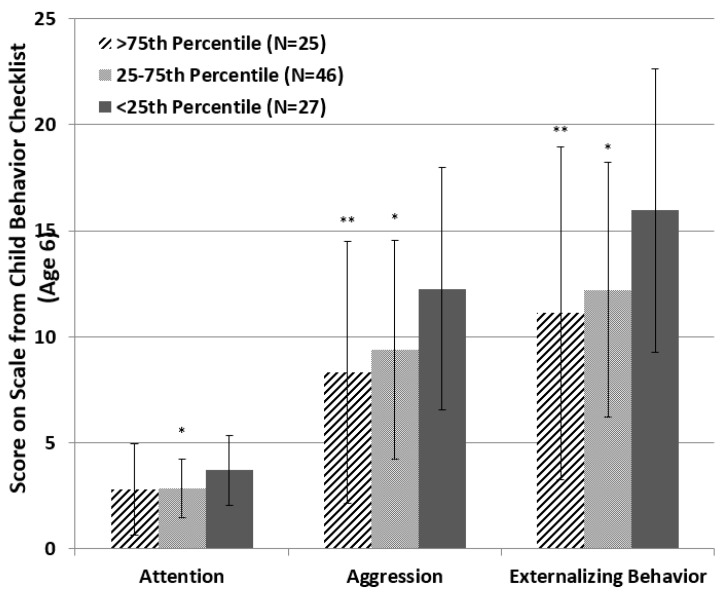 25
>75th Percentile (N=25)
25-75th Percentile (N=46)
<25th Percentile (N=27)
20
**
*
**
*
15
10
5
*
0
Score on Scale from Child Behavior Checklist
(Age 6)
Attention
Aggression
Externalizing Behavior